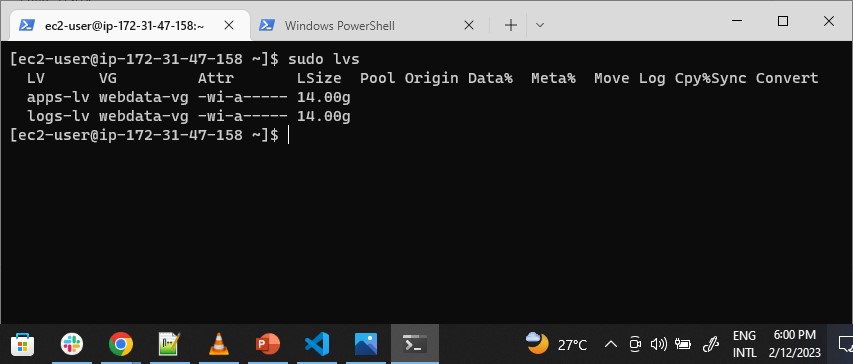 ec2-user@ip-172-31-47-158:~
Windows PowerShell
[ec2-user@ip-172-31-47-158 ~]$ sudo lvs
  LV      VG         Attr       LSize  Pool Origin Data%  Meta%  Move Log Cpy%Sync Convert
  apps-lv webdata-vg -wi-a----- 14.00g
  logs-lv webdata-vg -wi-a----- 14.00g
[ec2-user@ip-172-31-47-158 ~]$
27°C
ENG
INTL
6:00 PM
2/12/2023